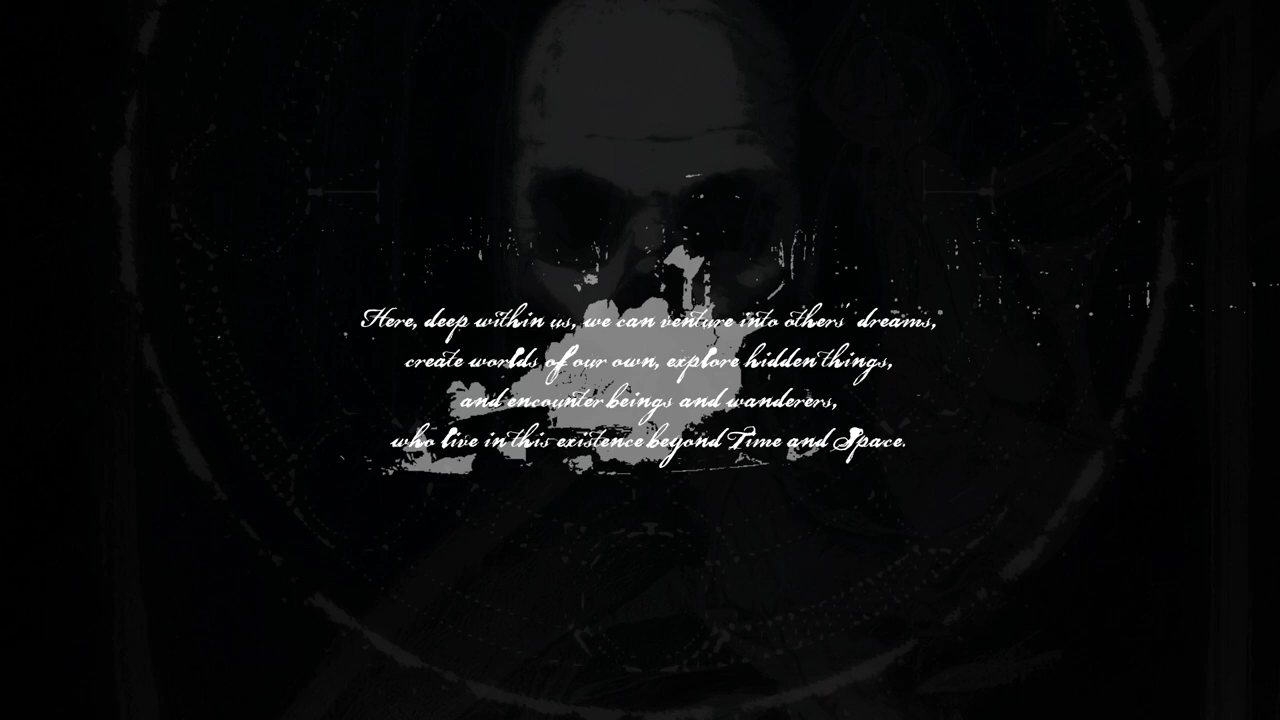 Here, deep within us, we can venture into others' dreams,
create worlds of our own, explore hidden things,
and encounter beings and wanderers,
who live in this existence beyond Time and Space.